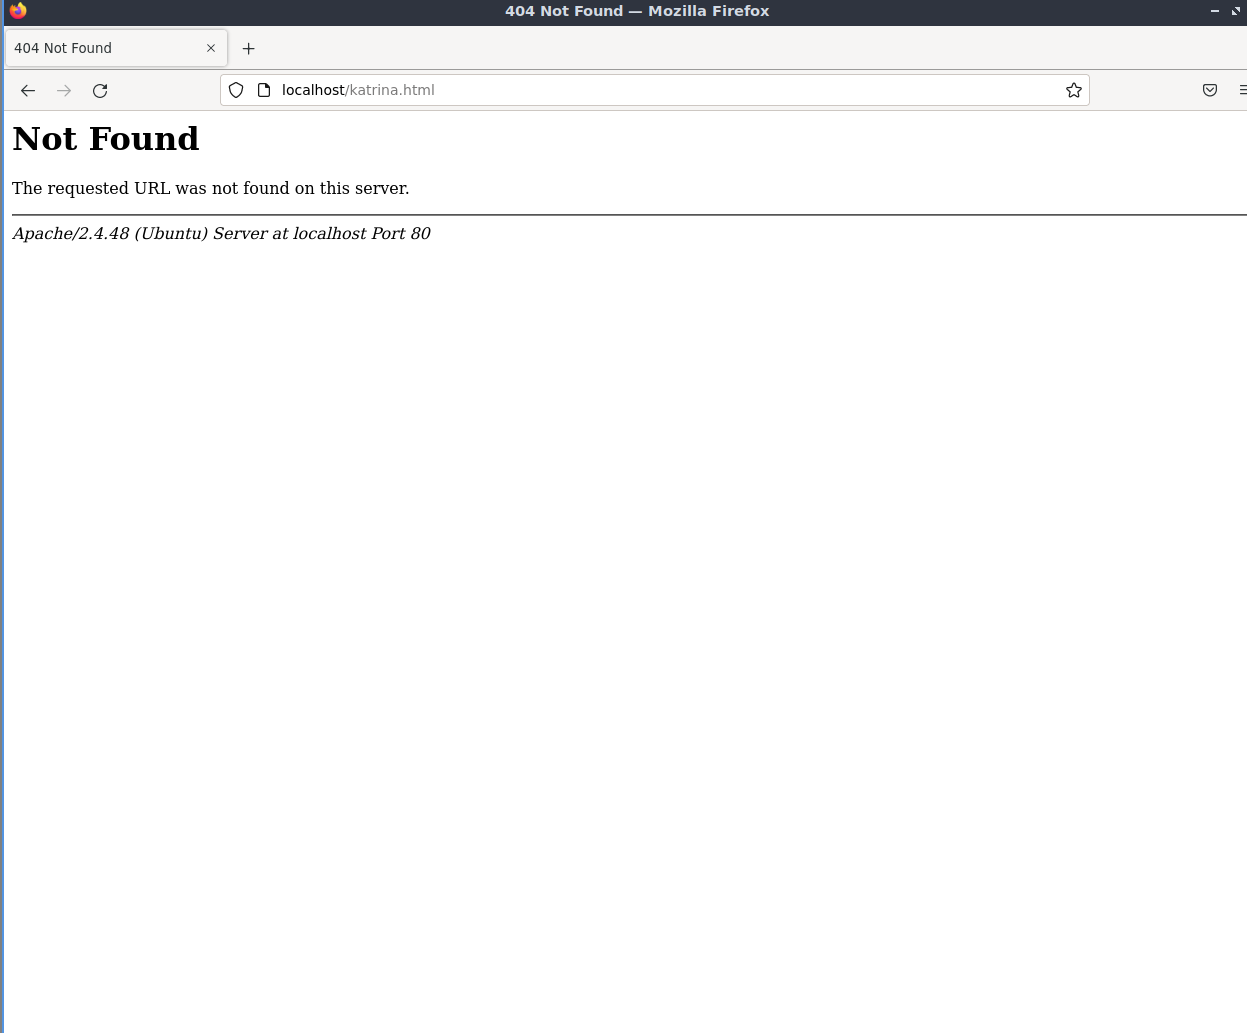 404 Not Found — Mozilla Firefox
404 Not Found
localhost/katrina.html
Not Found
The requested URL was not found on this server.
Apache/2.4.48 (Ubuntu) Server at localhost Port 80